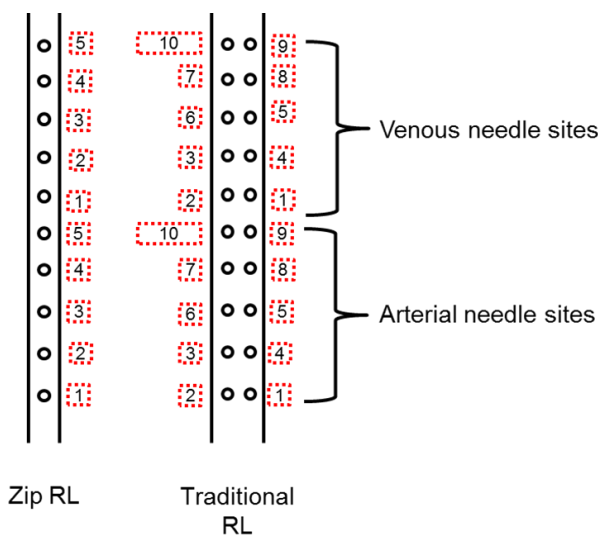 5 10 9
4 7 8
3 6 5
Venous needle sites
2 3 4
1 2 1
5 10 9
4 7 8
3 6 5
Arterial needle sites
2 3 4
1 2 1
Zip RL
Traditional
RL